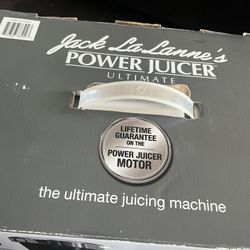 Jack LaLanne's
POWER JUICER
ULTIMATE
LIFETIME
GUARANTEE
ON THE
POWER JUICER
MOTOR
the ultimate juicing machine